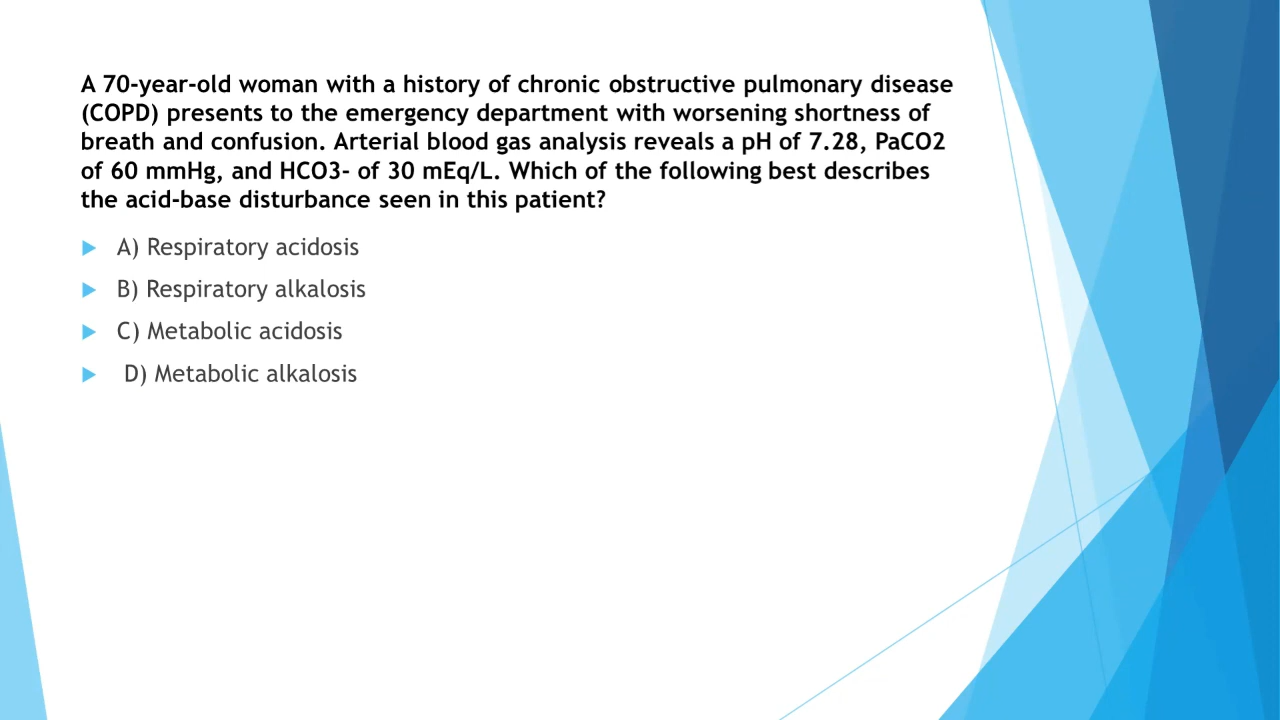 A 70-year-old woman with a history of chronic obstructive pulmonary disease
(COPD) presents to the emergency department with worsening shortness of
breath and confusion. Arterial blood gas analysis reveals a pH of 7.28, PaCO2
of 60 mmHg, and HCO3- of 30 mEq/L. Which of the following best describes
the acid-base disturbance seen in this patient?
A) Respiratory acidosis
B) Respiratory alkalosis
C) Metabolic acidosis
D) Metabolic alkalosis